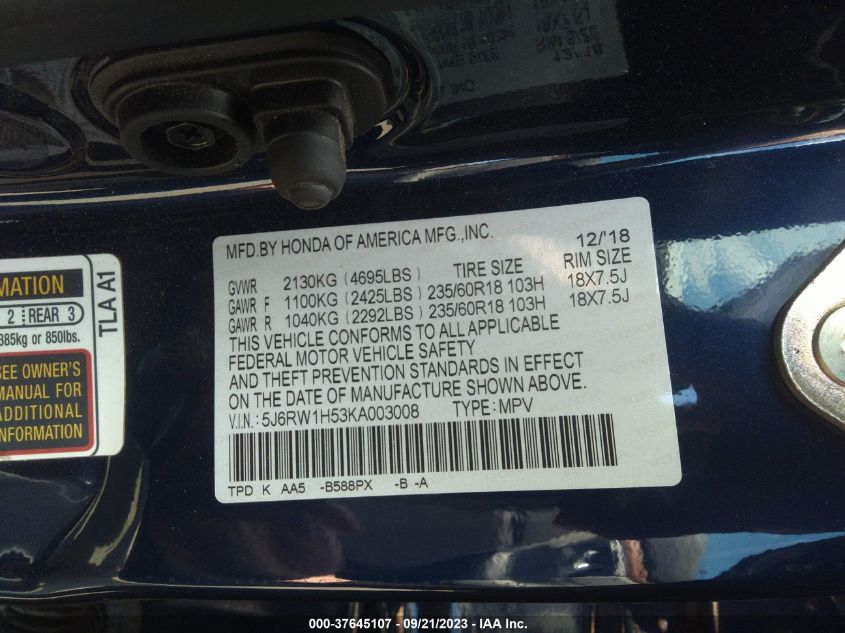 MFD.BY HONDA OF AMERICA MFG.,INC. 12/'18
GVWR 2130KG (4695LBS) TIRE SIZE RIM SIZE
GAWR F 1100KG (2425LBS) 235/60R18 103H 18X7.5J
GAWR R 1040KG (2292LBS) 235/60R18 103H 18X7.5J
THIS VEHICLE CONFORMS TO ALL APPLICABLE
FEDERAL MOTOR VEHICLE SAFETY
AND THEFT PREVENTION STANDARDS IN EFFECT
ON THE DATE OF MANUFACTURE SHOWN ABOVE.
V.I.N.: 5J6RW1H53KA003008 TYPE: MPV
TPD K AA5 -B588PX -B -A
MATION
2 REAR 3
385kg or 850lbs.
SEE OWNER'S
MANUAL FOR
ADDITIONAL
INFORMATION
TLA A1
000-37645107 - 09/21/2023 - IAA Inc.